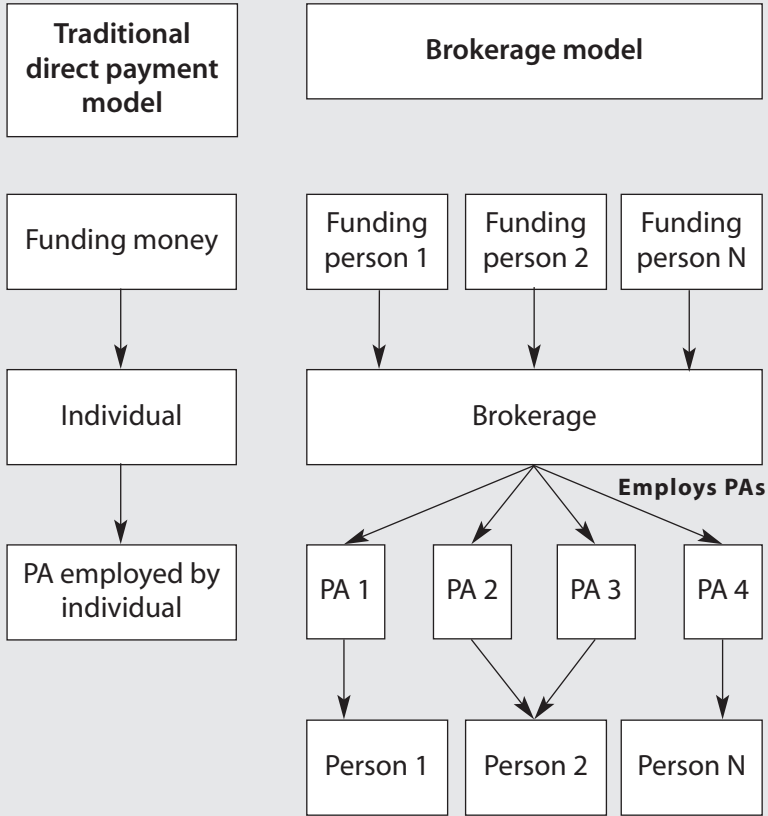 Traditional
direct payment
model
Brokerage model
Funding money
Individual
PA employed by
individual
Funding
person 1
Funding
person 2
Funding
person N
Brokerage
Employs PAs
PA 1
PA 2
PA 3
PA 4
Person 1
Person 2
Person N